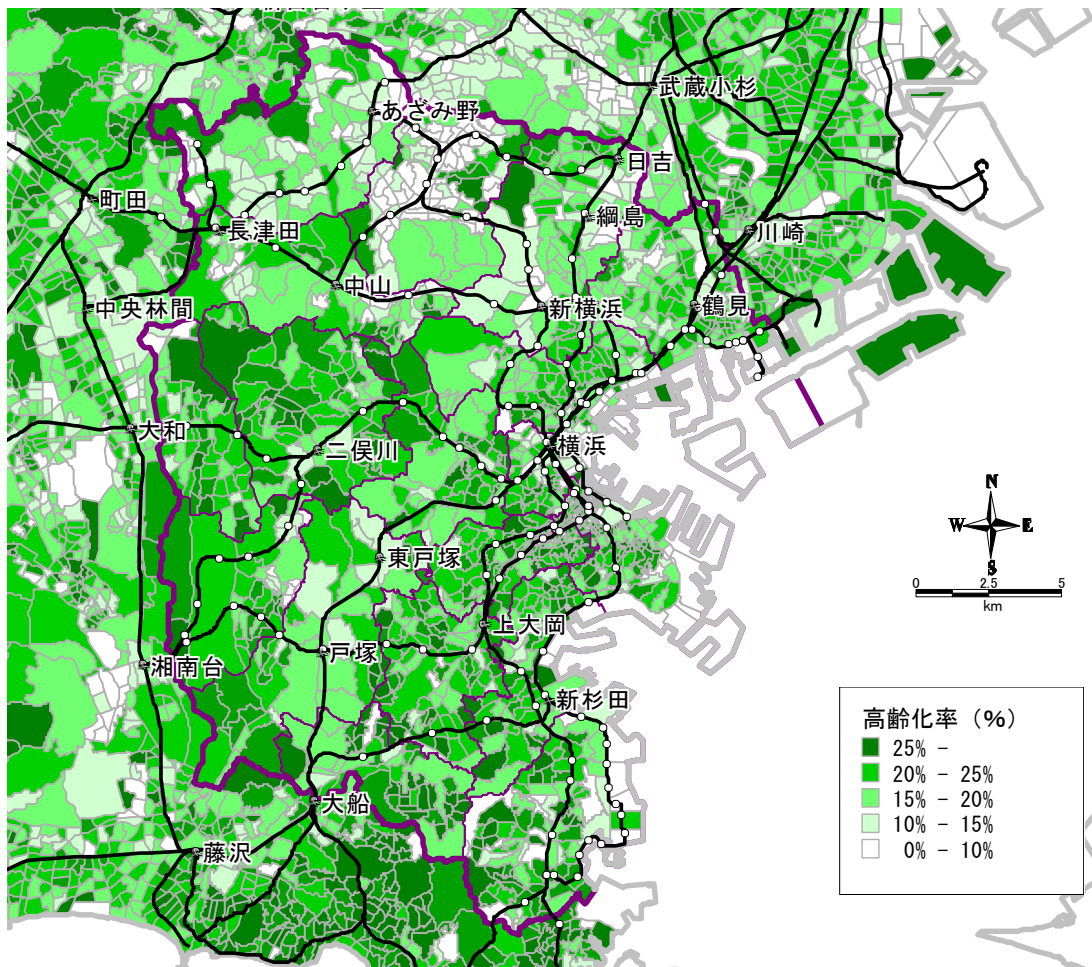 武蔵小杉
あざみ野
日吉
町田
綱島
長津田
川崎
中山
中央林間
新横浜
鶴見
大和
二俣川
横浜
N
W
E
S
東戸塚
0 2.5 5
km
上大岡
戸塚
湘南台
新杉田
高齢化率（%）
25% -
20% - 25%
15% - 20%
10% - 15%
0% - 10%
大船
藤沢